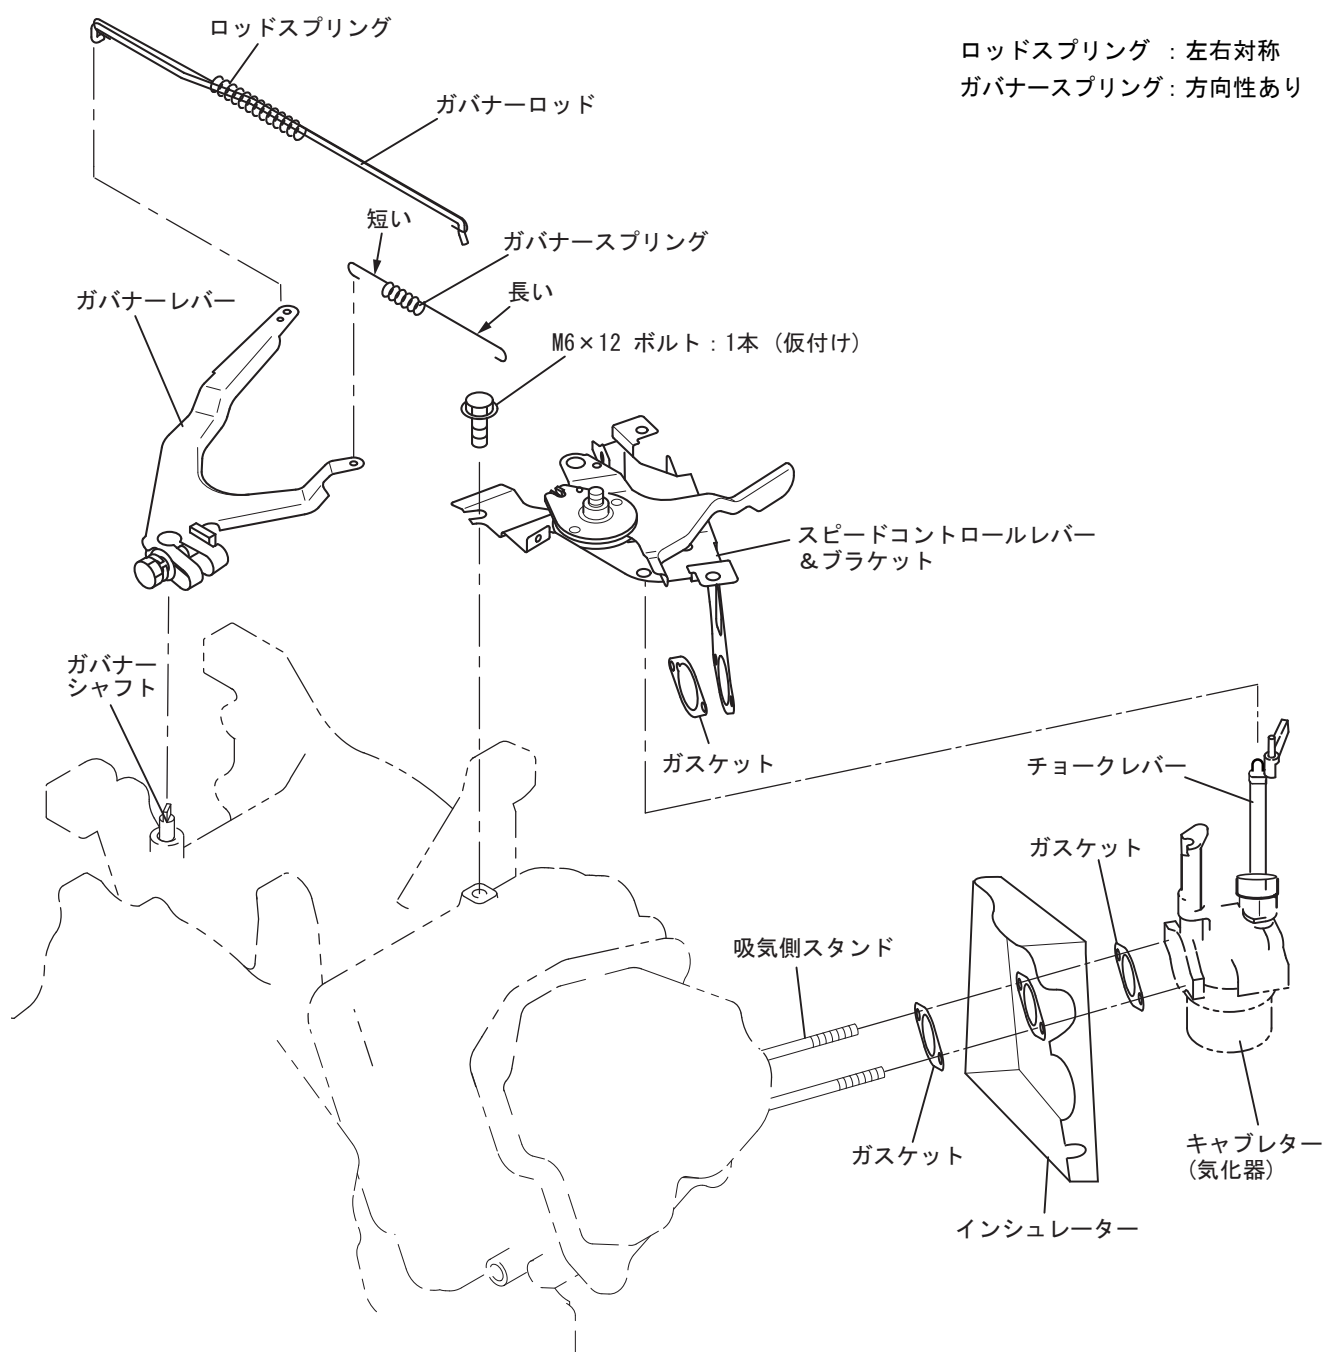 ロッドスプリング
ロッドスプリング : 左右対称
ガバナースプリング : 方向性あり
ガバナーロッド
短い
ガバナースプリング
ガバナーレバー
長い
M6×12 ボルト : 1本 (仮付け)
スピードコントロールレバー
&ブラケット
ガバナー
シャフト
ガスケット
チョークレバー
ガスケット
吸気側スタンド
ガスケット
キャブレター
(気化器)
インシュレーター